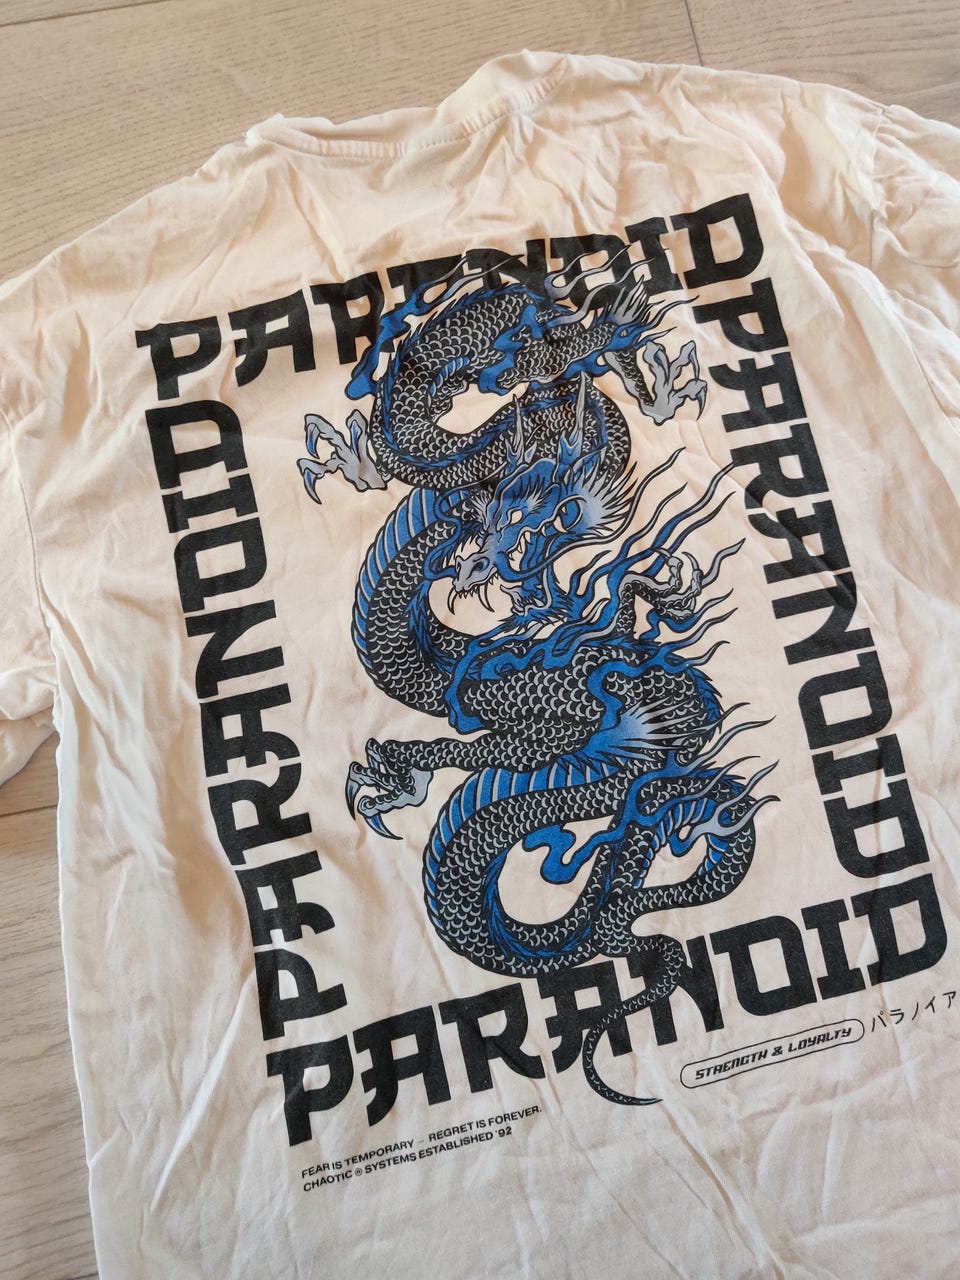 PARANOID
PARANOID
PARANOID
PARANOID
STRENGTH & LOYALTY
パラノイア
FEAR IS TEMPORARY – REGRET IS FOREVER.
CHAOTIC ® SYSTEMS ESTABLISHED '92